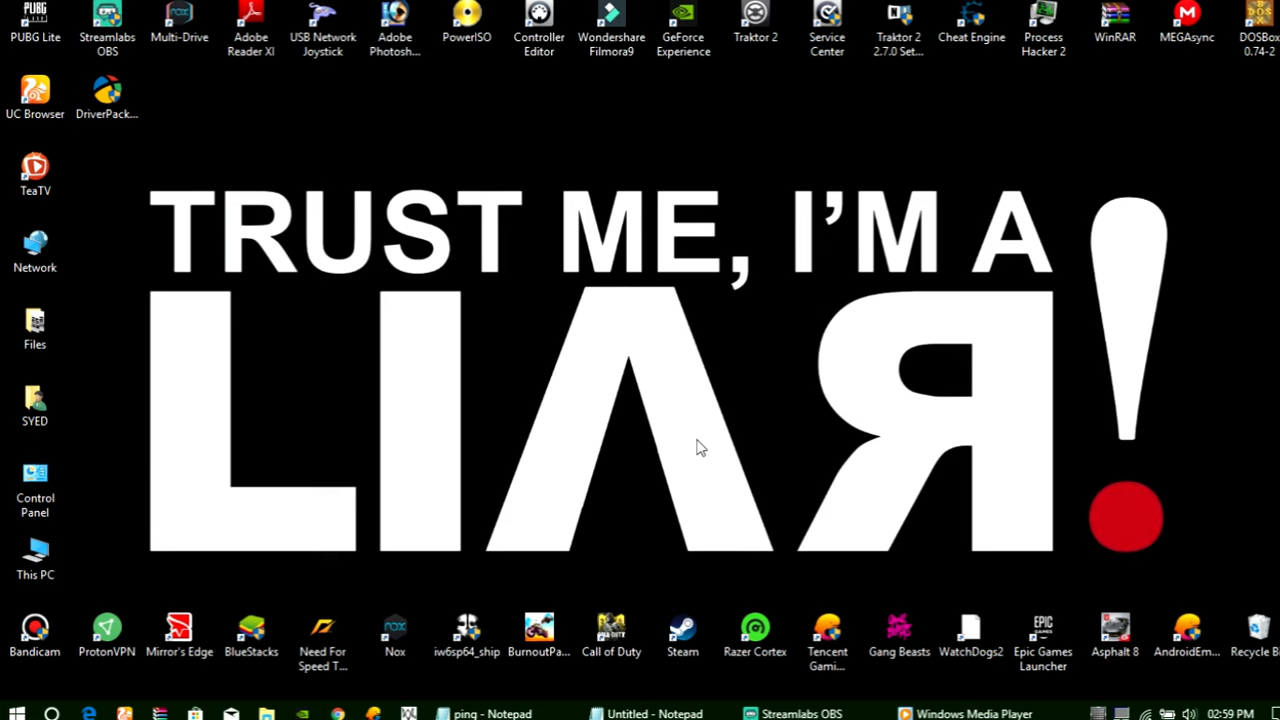 PUBG Lite
Streamlabs OBS
Multi-Drive
Adobe Reader XI
USB Network Joystick
Adobe Photosh...
PowerISO
Controller Editor
Wondershare Filmora9
GeForce Experience
Traktor 2
Service Center
Traktor 2 2.7.0 Set...
Cheat Engine
Process Hacker 2
WinRAR
MEGAsync
DOSBox 0.74-2
UC Browser
DriverPack...
TeaTV
Network
Files
SYED
Control Panel
This PC
TRUST ME, I'M A
LIAR!
Bandicam
ProtonVPN
Mirror's Edge
BlueStacks
Need For Speed T...
Nox
iw6sp64_ship
BurnoutPa...
Call of Duty
Steam
Razer Cortex
Tencent Gami...
Gang Beasts
WatchDogs2
Epic Games Launcher
Asphalt 8
AndroidEm...
Recycle B
ping - Notepad
Untitled - Notepad
Streamlabs OBS
Windows Media Player
02:59 PM